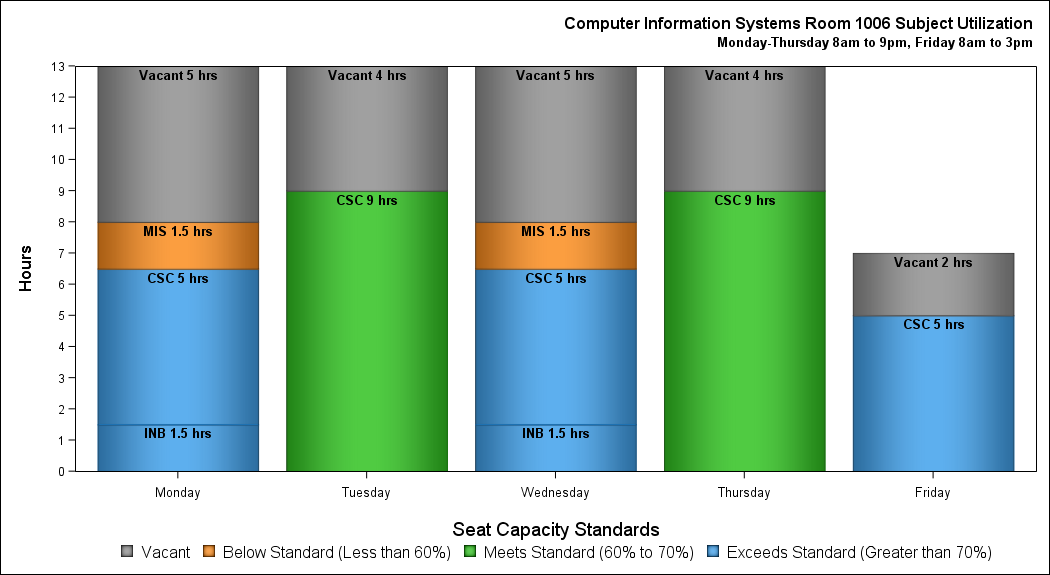 Computer Information Systems Room 1006 Subject Utilization
Monday-Thursday 8am to 9pm, Friday 8am to 3pm
Hours
13
12
11
10
9
8
7
6
5
4
3
2
1
0
Vacant 5 hrs
MIS 1.5 hrs
CSC 5 hrs
INB 1.5 hrs
Vacant 4 hrs
CSC 9 hrs
Vacant 5 hrs
MIS 1.5 hrs
CSC 5 hrs
INB 1.5 hrs
Vacant 4 hrs
CSC 9 hrs
Vacant 2 hrs
CSC 5 hrs
Monday Tuesday Wednesday Thursday Friday
Seat Capacity Standards
Vacant Below Standard (Less than 60%) Meets Standard (60% to 70%) Exceeds Standard (Greater than 70%)